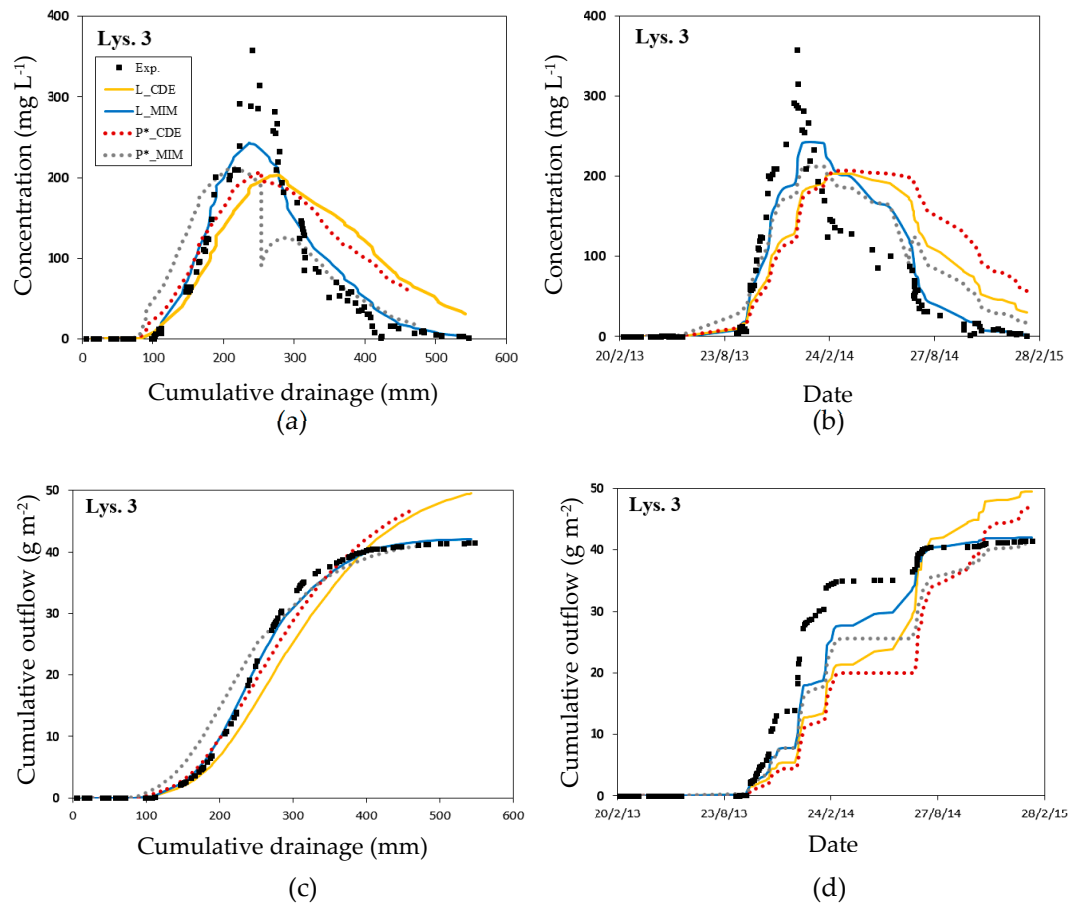 Lys. 3
Exp.
L_CDE
L_MIM
P*_CDE
P*_MIM
400
300
200
100
0
0 100 200 300 400 500 600
Concentration (mg L⁻¹)
Cumulative drainage (mm)
(a)
Lys. 3
400
300
200
100
0
20/2/13 23/8/13 24/2/14 27/8/14 28/2/15
Concentration (mg L⁻¹)
Date
(b)
Lys. 3
50
40
30
20
10
0
0 100 200 300 400 500 600
Cumulative outflow (g m⁻²)
Cumulative drainage (mm)
(c)
Lys. 3
50
40
30
20
10
0
20/2/13 23/8/13 24/2/14 27/8/14 28/2/15
Cumulative outflow (g m⁻²)
Date
(d)